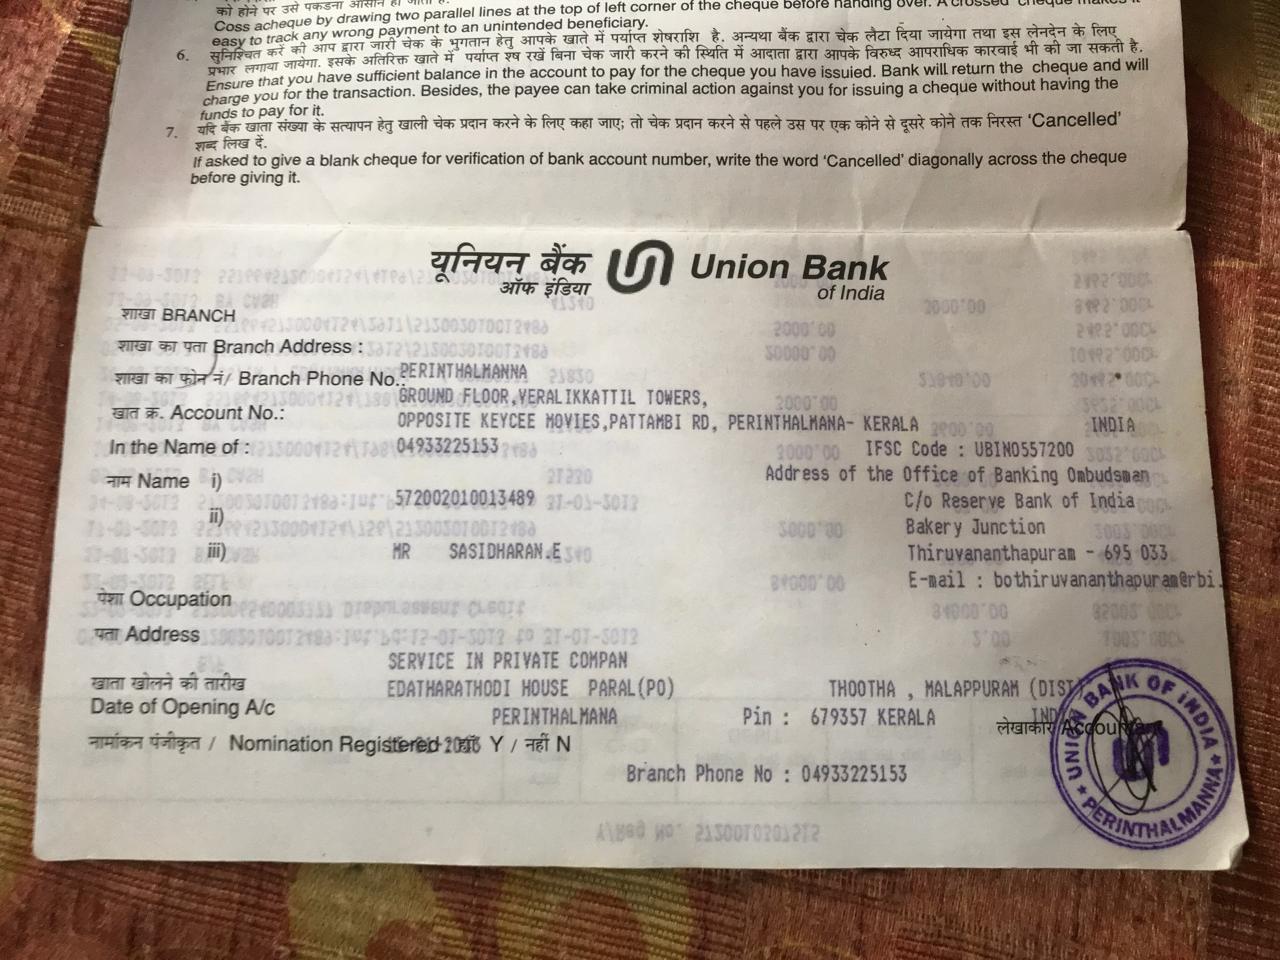 को होने पर उसे पकडना आसान हो जाता है.
Coss acheque by drawing two parallel lines at the top of left corner of the cheque before handing over. A crossed cheque makes it
easy to track any wrong payment to an unintended beneficiary.
6. सुनिश्चित करें की आप द्वारा जारी चेक के भुगतान हेतु आपके खाते में पर्याप्त शेषराशि है. अन्यथा बैंक द्वारा चेक लैटा दिया जायेगा तथा इस लेनदेन के लिए
प्रभार लगाया जायेगा. इसके अतिरिक्त खाते में पर्याप्त श्ष रखें बिना चेक जारी करने की स्थिति में आदाता द्वारा आपके विरुध्द आपराधिक कारवाई भी की जा सकती है.
Ensure that you have sufficient balance in the account to pay for the cheque you have issuied. Bank will return the cheque and will
charge you for the transaction. Besides, the payee can take criminal action against you for issuing a cheque without having the
funds to pay for it.
7. यदि बैंक खाता संख्या के सत्यापन हेतु खाली चेक प्रदान करने के लिए कहा जाए; तो चेक प्रदान करने से पहले उस पर एक कोने से दूसरे कोने तक निरस्त ‘Cancelled’
शब्द लिख दें.
If asked to give a blank cheque for verification of bank account number, write the word ‘Cancelled’ diagonally across the cheque
before giving it.
यूनियन बैंक Union Bank
ऑफ इंडिया of India
शाखा BRANCH
शाखा का पता Branch Address :
शाखा का फोन नं/ Branch Phone No.: PERINTHALMANNA
GROUND FLOOR,VERALIKKATTIL TOWERS,
खात क्र. Account No.: OPPOSITE KEYCEE MOVIES,PATTAMBI RD, PERINTHALMANA- KERALA INDIA
In the Name of : 04933225153 IFSC Code : UBIN0557200
नाम Name i) Address of the Office of Banking Ombudsman
572002010013489 C/o Reserve Bank of India
ii) Bakery Junction
iii) MR SASIDHARAN.E Thiruvananthapuram - 695 033
E-mail : bothiruvananthapuram@rbi.
पेशा Occupation
पता Address
SERVICE IN PRIVATE COMPAN
खाता खोलने की तारीख EDATHARATHODI HOUSE PARAL(PO) THOOTHA , MALAPPURAM (DIST)
Date of Opening A/c PERINTHALMANA Pin : 679357 KERALA INDIA
लेखाकार Accountant
नामांकन पंजीकृत / Nomination Registered हाँ Y / नहीं N
Branch Phone No : 04933225153
UNION BANK OF INDIA
PERINTHALMANNA